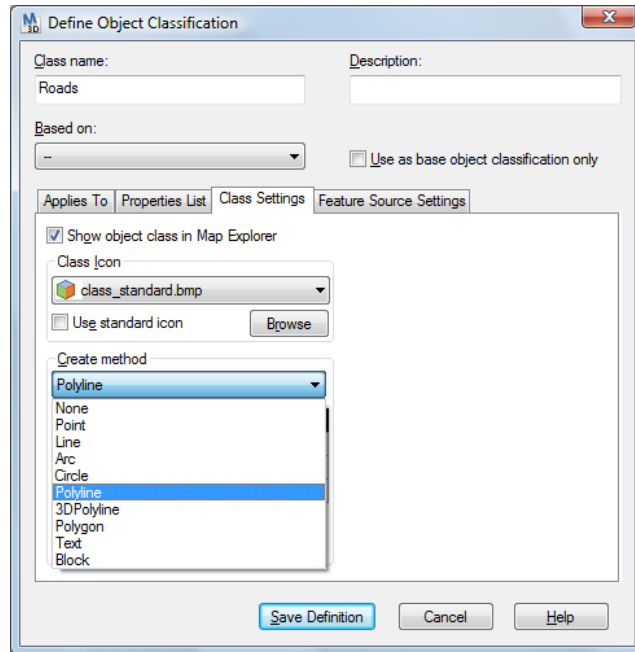 M 3D Define Object Classification
Class name: Description:
Roads
Based on:
--
Use as base object classification only
Applies To Properties List Class Settings Feature Source Settings
Show object class in Map Explorer
Class Icon
class_standard.bmp
Use standard icon Browse
Create method
Polyline
None
Point
Line
Arc
Circle
Polyline
3DPolyline
Polygon
Text
Block
Save Definition Cancel Help